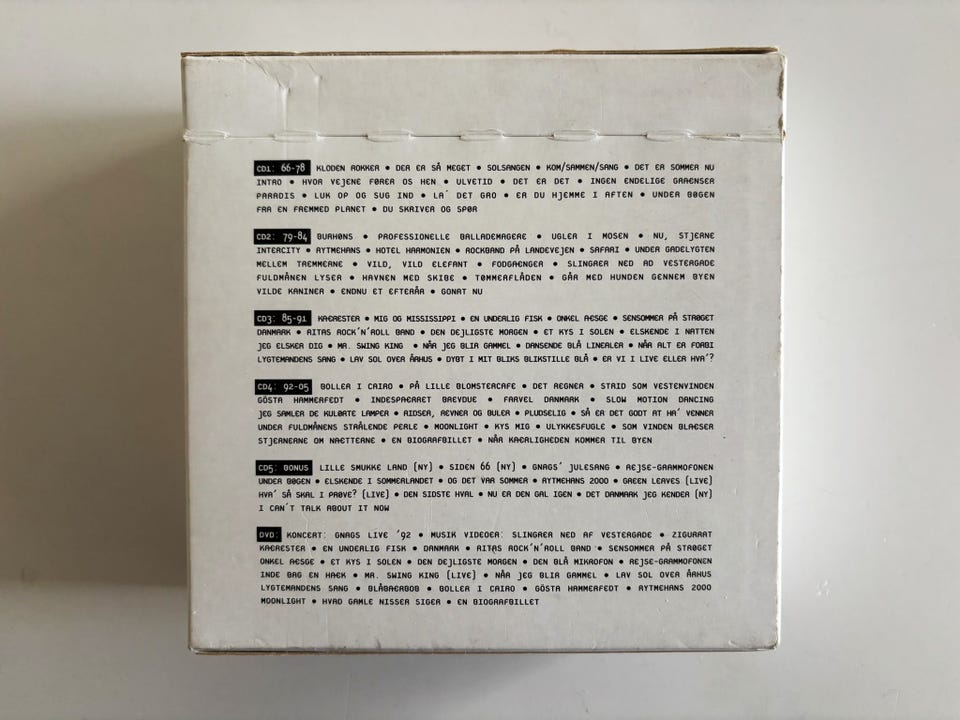 CD1: 66-78 KLODEN ROKKER • DER ER SÅ MEGET • SOLSANGEN • KOM/SAMMEN/SANG • DET ER SOMMER NU
INTRO • HVOR VEJENE FØRER OS HEN • ULVETID • DET ER DET • INGEN ENDELIGE GRAENSER
PARADIS • LUK OP OG SUG IND • LA´ DET GRO • ER DU HJEMME I AFTEN • UNDER BØGEN
FRA EN FREMMED PLANET • DU SKRIVER OG SPØR
CD2: 79-84 BURHØNS • PROFESSIONELLE BALLADEMAGERE • UGLER I MOSEN • NU, STJERNE
INTERCITY • RYTMEHANS • HOTEL HARMONIEN • ROCKBAND PÅ LANDEVEJEN • SAFARI • UNDER GADELYGTEN
MELLEM TREMMERNE • VILD, VILD ELEFANT • FODGAENGER • SLINGRER NED AD VESTERGADE
FULDMÅNEN LYSER • HAVNEN MED SKIBE • TØMMERFLÅDEN • GÅR MED HUNDEN GENNEM BYEN
VILDE KANINER • ENDNU ET EFTERÅR • GONAT NU
CD3: 85-91 KAERESTER • MIG OG MISSISSIPPI • EN UNDERLIG FISK • ONKEL AESGE • SENSOMMER PÅ STRØGET
DANMARK • RITAS ROCK´N´ROLL BAND • DEN DEJLIGSTE MORGEN • ET KYS I SOLEN • ELSKENDE I NATTEN
JEG ELSKER DIG • MR. SWING KING • NÅR JEG BLIR GAMMEL • DANSENDE BLÅ LINEALER • NÅR ALT ER FORBI
LYGTEMANDENS SANG • LAV SOL OVER ÅRHUS • DYBT I MIT BLIKS BLIKSTILLE BLÅ • ER VI I LIVE ELLER HVA´?
CD4: 92-05 BOLLER I CAIRO • PÅ LILLE BLOMSTERCAFE • DET REGNER • STRID SOM VESTENVINDEN
GÖSTA HAMMERFEDT • INDESPAERRET BREVDUE • FARVEL DANMARK • SLOW MOTION DANCING
JEG SAMLER DE KULØRTE LAMPER • RIDSER, REVNER OG BULER • PLUDSELIG • SÅ ER DET GODT AT HA´ VENNER
UNDER FULDMÅNENS STRÅLENDE PERLE • MOONLIGHT • KYS MIG • ULYKKESFUGLE • SOM VINDEN BLAESER
STJERNERNE OM NAETTERNE • EN BIOGRAFBILLET • NÅR KAERLIGHEDEN KOMMER TIL BYEN
CD5: BONUS LILLE SMUKKE LAND (NY) • SIDEN 66 (NY) • GNAGS´ JULESANG • REJSE-GRAMMOFONEN
UNDER BØGEN • ELSKENDE I SOMMERLANDET • OG DET VAR SOMMER • RYTMEHANS 2000 • GREEN LEAVES (LIVE)
HVA´ SÅ SKAL I PRØVE? (LIVE) • DEN SIDSTE HVAL • NU ER DEN GAL IGEN • DET DANMARK JEG KENDER (NY)
I CAN´T TALK ABOUT IT NOW
DVD: KONCERT: GNAGS LIVE ´92 • MUSIK VIDEOER: SLINGRER NED AF VESTERGADE • ZIGURAT
KAERESTER • EN UNDERLIG FISK • DANMARK • RITAS ROCK´N´ROLL BAND • SENSOMMER PÅ STRØGET
ONKEL AESGE • ET KYS I SOLEN • DEN DEJLIGSTE MORGEN • DEN BLÅ MIKROFON • REJSE-GRAMMOFONEN
INDE BAG EN HAEK • MR. SWING KING (LIVE) • NÅR JEG BLIR GAMMEL • LAV SOL OVER ÅRHUS
LYGTEMANDENS SANG • BLÅBAERBOB • BOLLER I CAIRO • GÖSTA HAMMERFEDT • RYTMEHANS 2000
MOONLIGHT • HVAD GAMLE NISSER SIGER • EN BIOGRAFBILLET